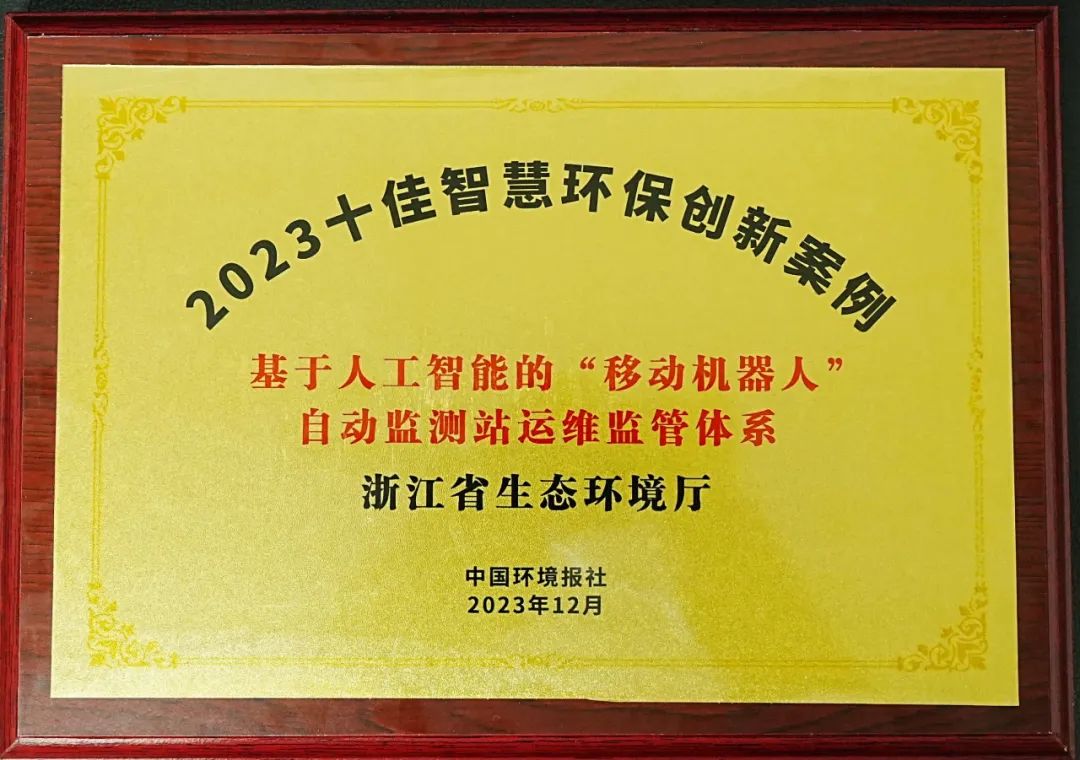 2023十佳智慧环保创新案例
基于人工智能的“移动机器人”
自动监测站运维监管体系
浙江省生态环境厅
中国环境报社
2023年12月